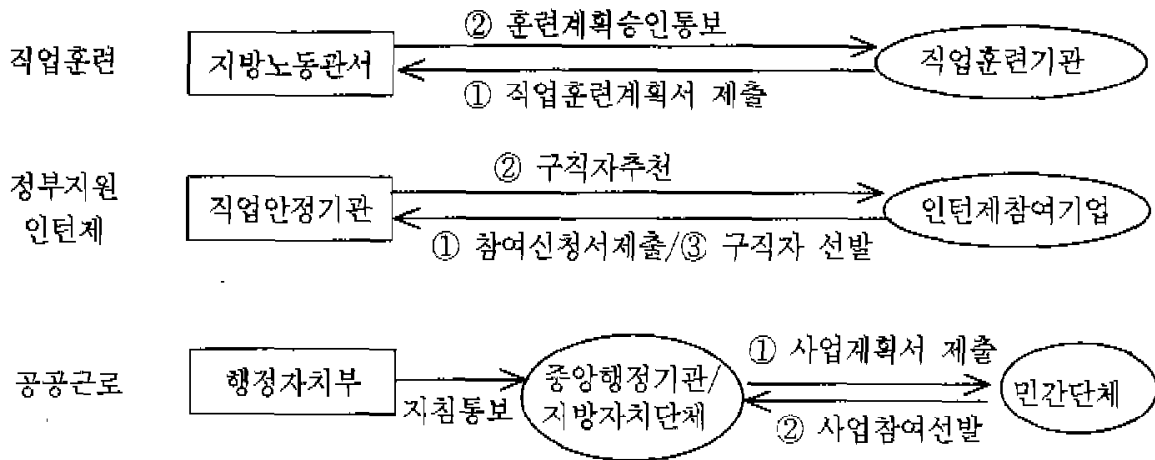 ② 훈련계획승인통보
직업훈련 지방노동관서 직업훈련기관
① 직업훈련계획서 제출
② 구직자추천
정부지원
인턴제 직업안정기관 인턴제참여기업
① 참여신청서제출/③ 구직자 선발
① 사업계획서 제출
공공근로 행정자치부 중앙행정기관/ 민간단체
지침통보 지방자치단체
② 사업참여선발